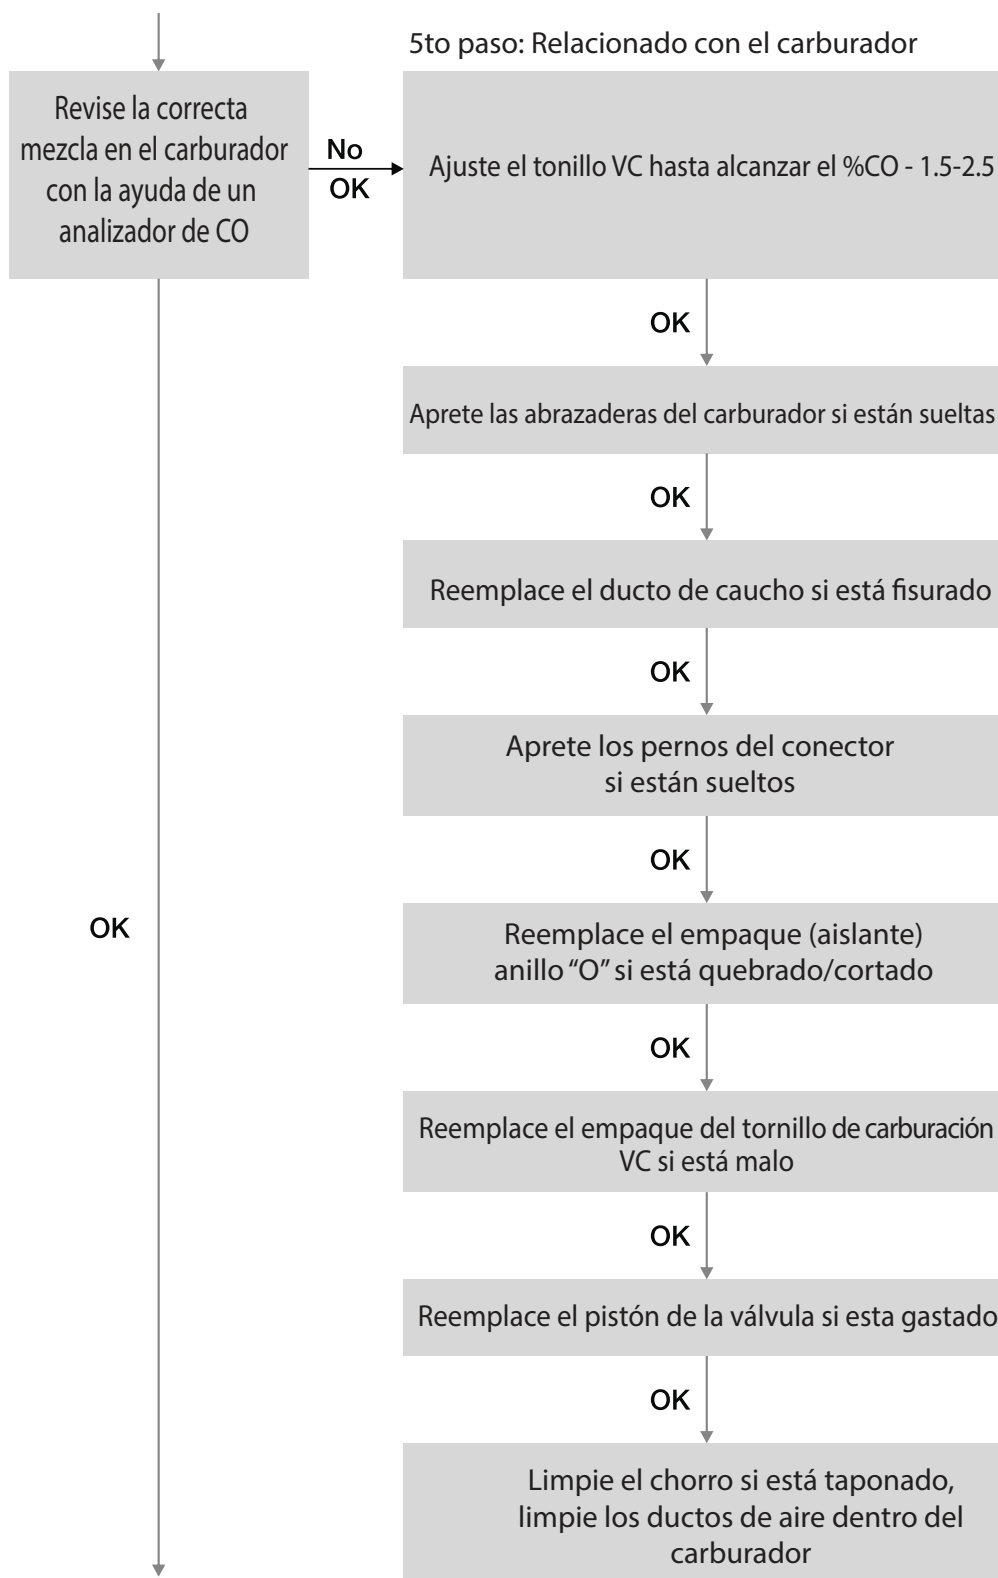 5to paso: Relacionado con el carburador
Revise la correcta
mezcla en el carburador
con la ayuda de un
analizador de CO
No
OK
Ajuste el tonillo VC hasta alcanzar el %CO - 1.5-2.5
OK
Aprete las abrazaderas del carburador si están sueltas
OK
Reemplace el ducto de caucho si está fisurado
OK
Aprete los pernos del conector
si están sueltos
OK
OK
Reemplace el empaque (aislante)
anillo “O” si está quebrado/cortado
OK
Reemplace el empaque del tornillo de carburación
VC si está malo
OK
Reemplace el pistón de la válvula si esta gastado
OK
Limpie el chorro si está taponado,
limpie los ductos de aire dentro del
carburador